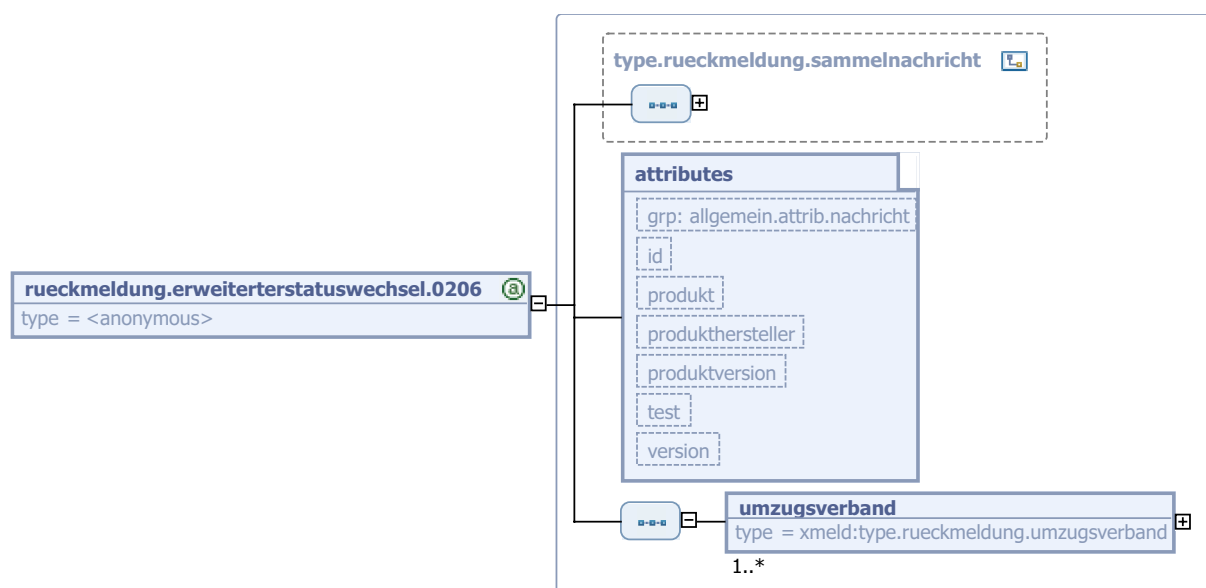 type.rueckmeldung.sammelnachricht
attributes
grp: allgemein.attrib.nachricht
id
produkt
rueckmeldung.erweiterterstatuswechsel.0206 @
type = <anonymous>
produkthersteller
produktversion
test
version
umzugsverband
type = xmeld:type.rueckmeldung.umzugsverband
1..*